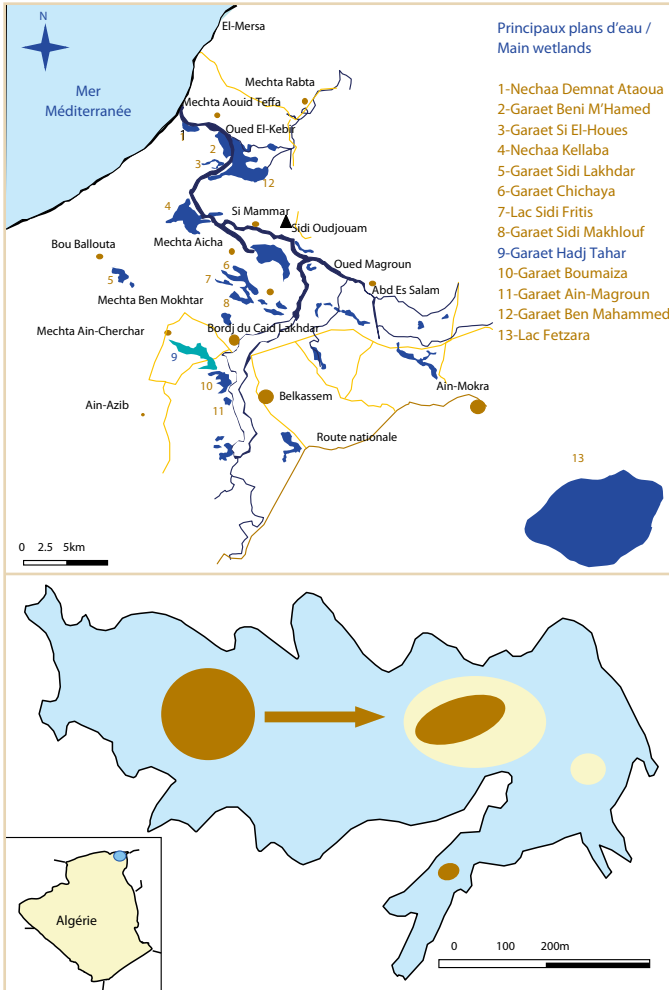 N
El-Mersa
Principaux plans d'eau /
Main wetlands
Mer
Méditerranée
Mechta Rabta
Mechta Aouid Teffa
Oued El-Kebir
1
2
3
12
4
Si Mammar
Sidi Oudjouam
Bou Ballouta
Mechta Aicha
Oued Magroun
5
6
7
8
Abd Es Salam
Mechta Ben Mokhtar
Mechta Ain-Cherchar
Bordj du Caid Lakhdar
9
10
11
Ain-Azib
Belkassem
Ain-Mokra
Route nationale
13
1-Nechaa Demnat Ataoua
2-Garaet Beni M'Hamed
3-Garaet Si El-Houes
4-Nechaa Kellaba
5-Garaet Sidi Lakhdar
6-Garaet Chichaya
7-Lac Sidi Fritis
8-Garaet Sidi Makhlouf
9-Garaet Hadj Tahar
10-Garaet Boumaiza
11-Garaet Ain-Magroun
12-Garaet Ben Mahammed
13-Lac Fetzara
0 2.5 5km
Algérie
0 100 200m